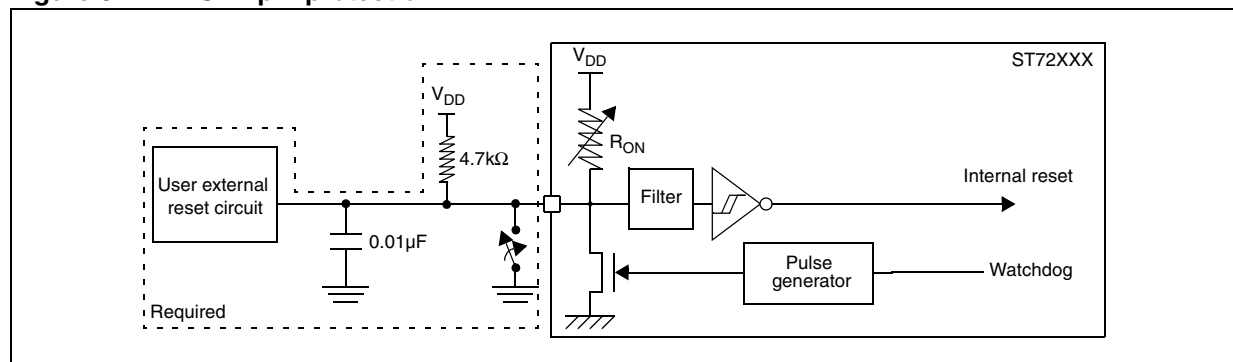 ST72XXX
VDD
VDD
RON
4.7kΩ
User external
reset circuit
Filter
Internal reset
0.01µF
Pulse
generator
Watchdog
Required